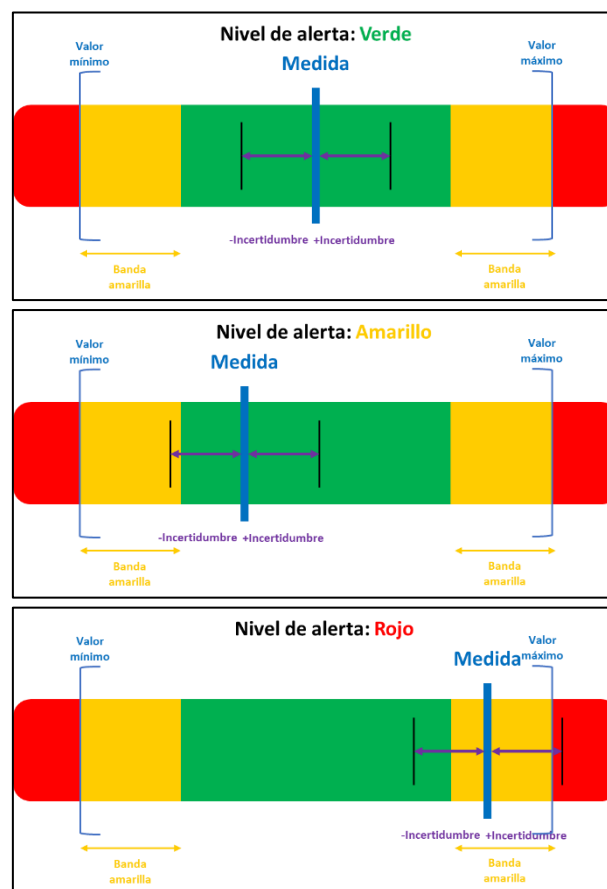 Nivel de alerta: Verde
Valor
mínimo
Medida
Valor
máximo
-Incertidumbre +Incertidumbre
Banda
amarilla
Banda
amarilla
Nivel de alerta: Amarillo
Valor
mínimo
Medida
Valor
máximo
-Incertidumbre +Incertidumbre
Banda
amarilla
Banda
amarilla
Nivel de alerta: Rojo
Valor
mínimo
Medida
Valor
máximo
-Incertidumbre +Incertidumbre
Banda
amarilla
Banda
amarilla